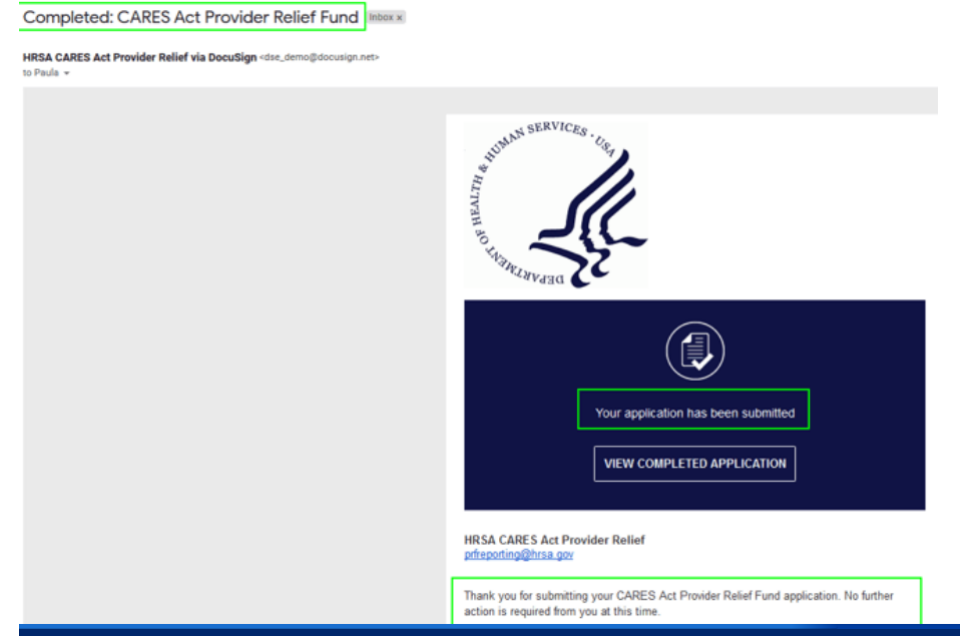 Completed: CARES Act Provider Relief Fund Inbox x
HRSA CARES Act Provider Relief via DocuSign <dse_demo@docusign.net>
to Paula
DEPARTMENT OF HEALTH & HUMAN SERVICES · USA
Your application has been submitted
VIEW COMPLETED APPLICATION
HRSA CARES Act Provider Relief
prfreporting@hrsa.gov
Thank you for submitting your CARES Act Provider Relief Fund application. No further
action is required from you at this time.